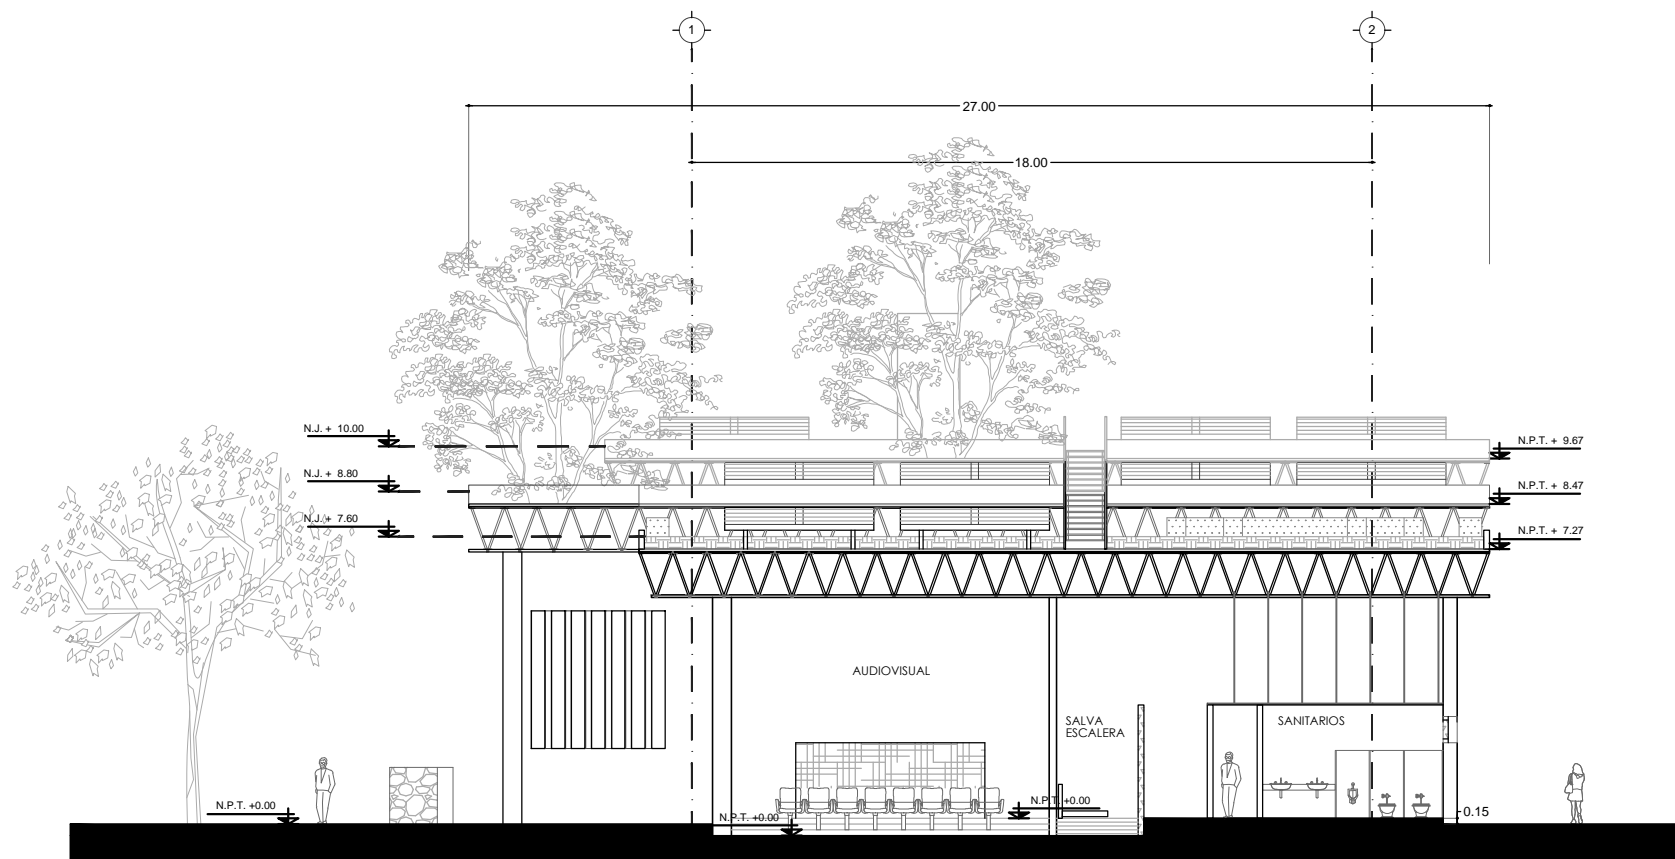 1
2
27.00
18.00
N.J. + 10.00
N.P.T. + 9.67
N.J. + 8.80
N.P.T. + 8.47
N.J. + 7.60
N.P.T. + 7.27
AUDIOVISUAL
SALVA
ESCALERA
SANITARIOS
N.P.T. +0.00
N.P.T. +0.00
N.P.T. +0.00
0.15